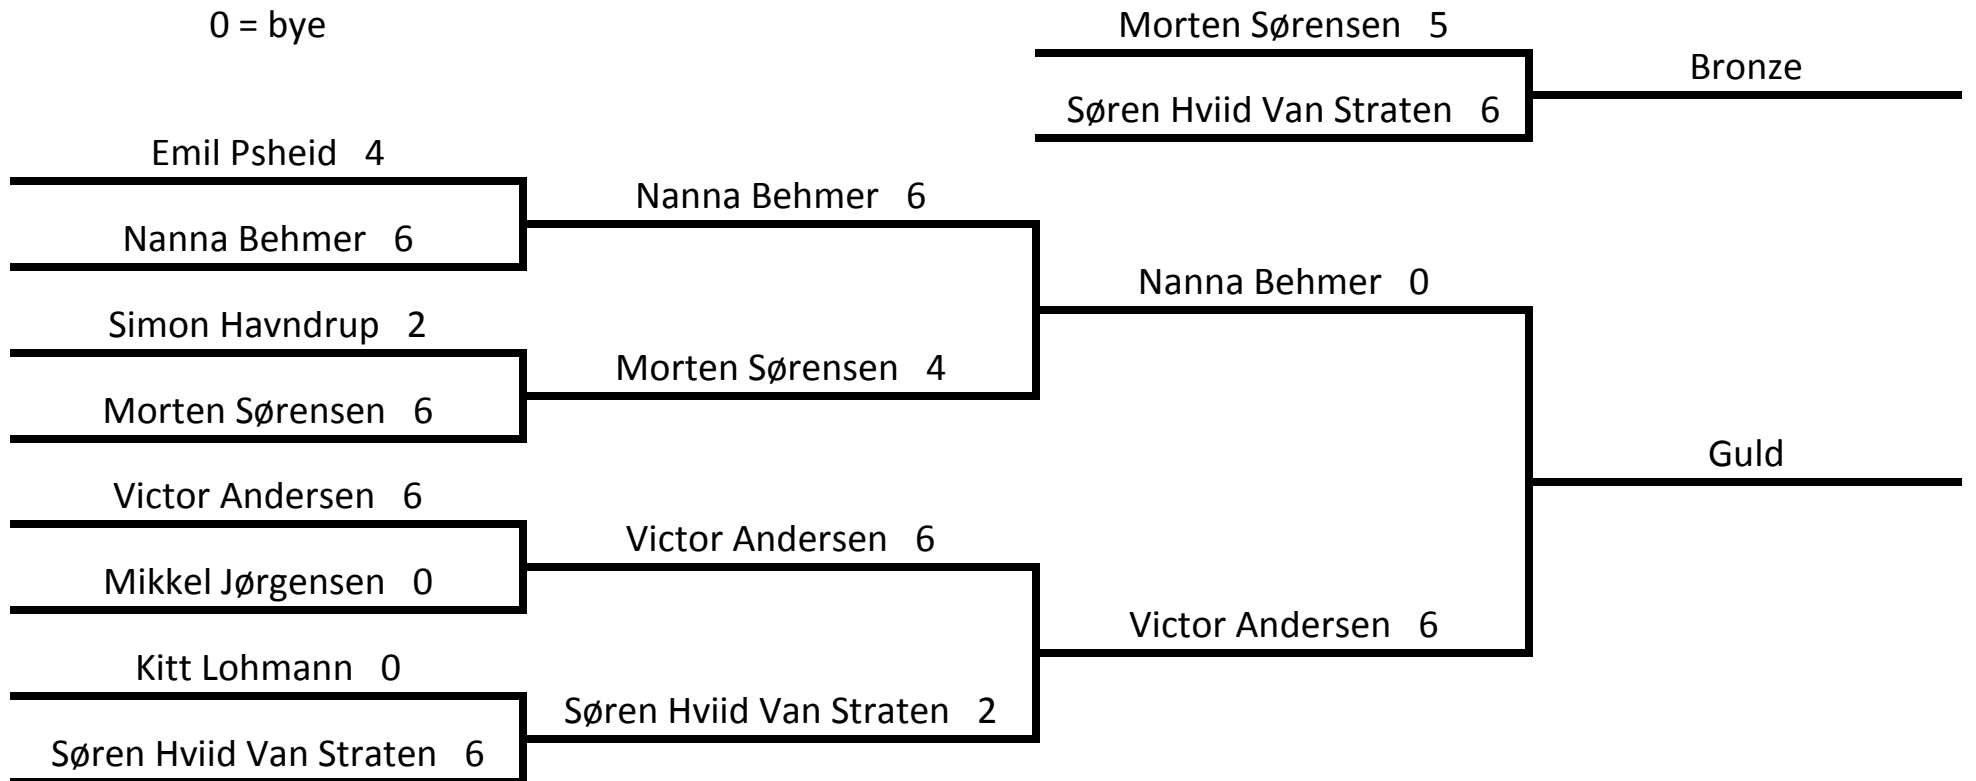 0 = bye
Morten Sørensen 5
Bronze
Søren Hviid Van Straten 6
Emil Psheid 4
Nanna Behmer 6
Nanna Behmer 6
Simon Havndrup 2
Morten Sørensen 4
Morten Sørensen 6
Nanna Behmer 0
Victor Andersen 6
Victor Andersen 6
Mikkel Jørgensen 0
Kitt Lohmann 0
Søren Hviid Van Straten 2
Søren Hviid Van Straten 6
Victor Andersen 6
Guld